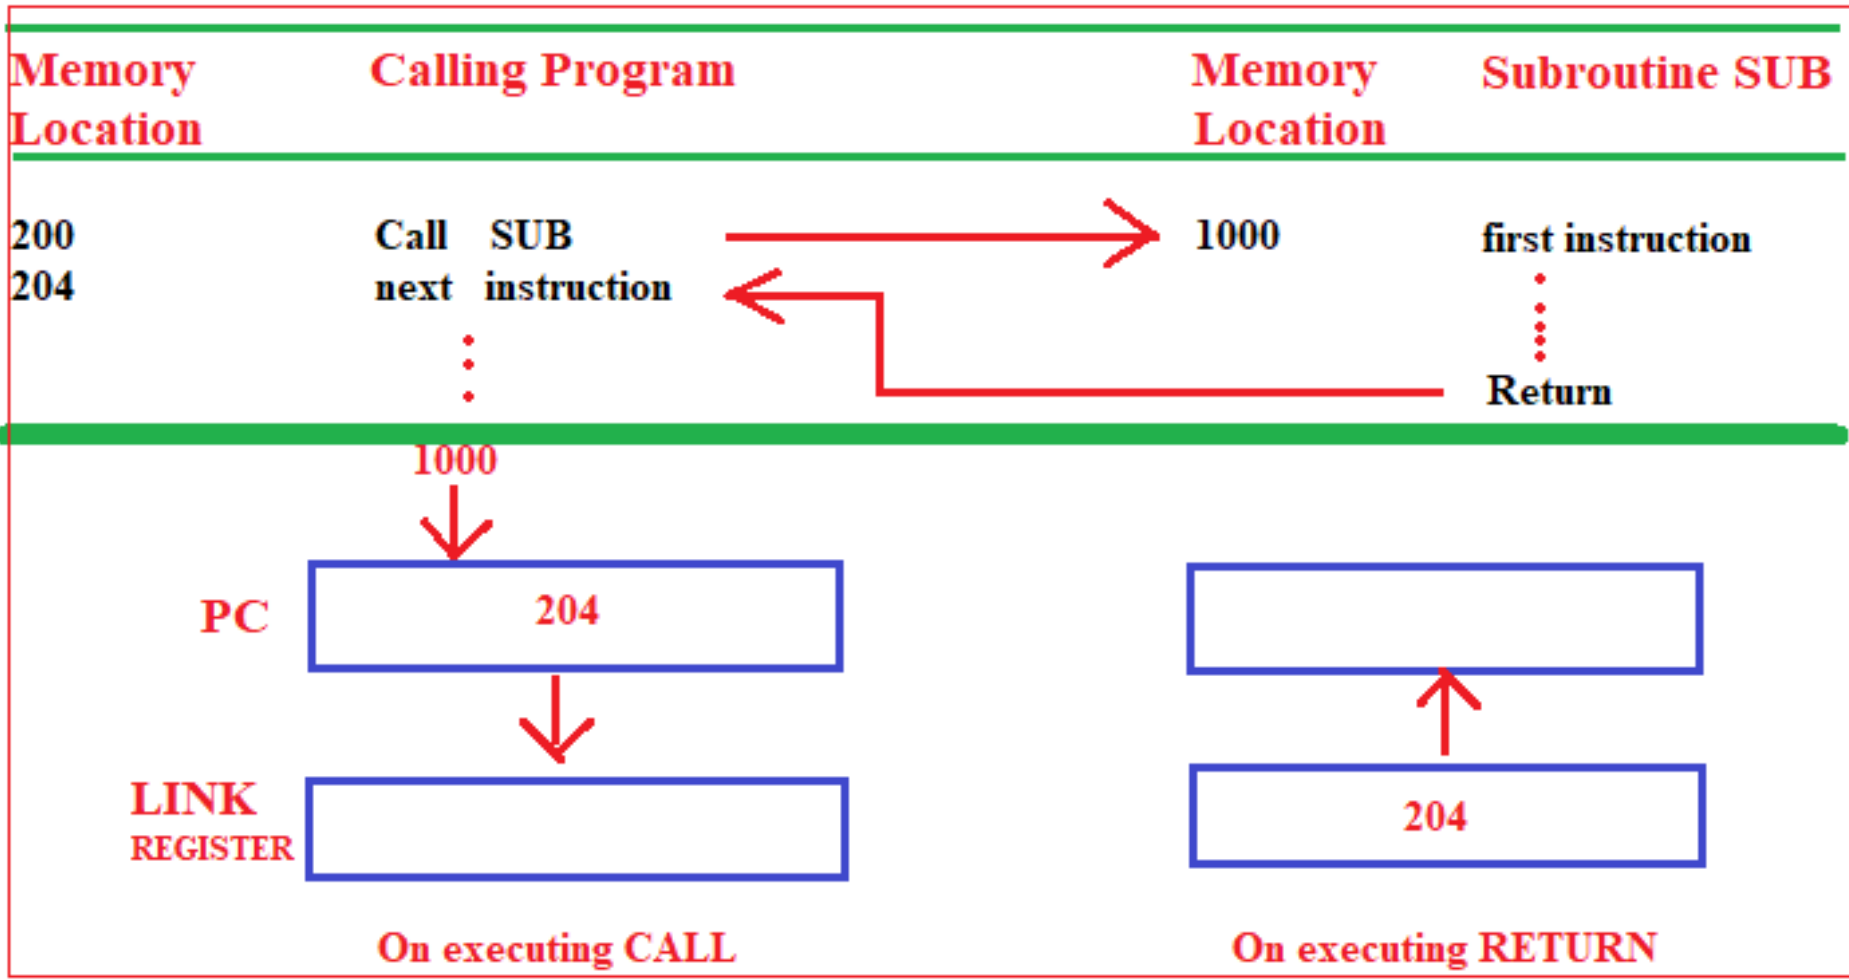 Memory Location
Calling Program
Memory Location
Subroutine SUB
200 Call SUB 1000 first instruction
204 next instruction
Return
1000
PC 204
LINK
REGISTER 204
On executing CALL On executing RETURN